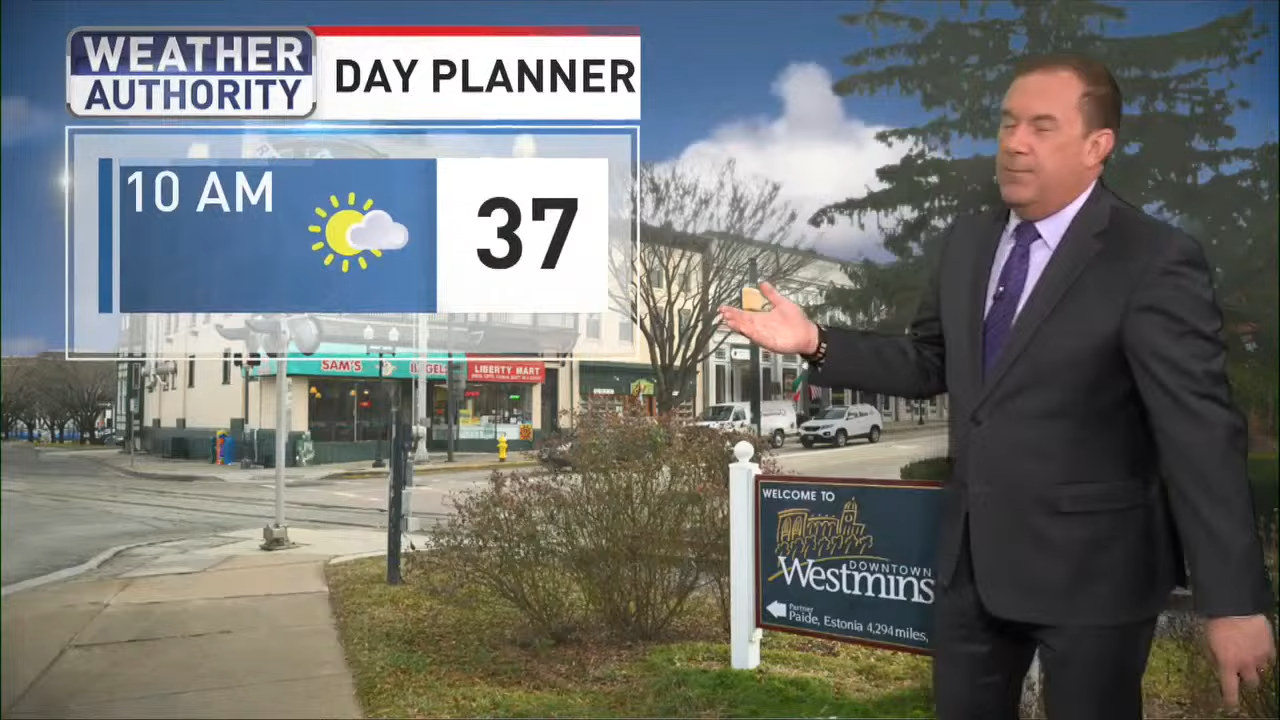 WEATHER
AUTHORITY
DAY PLANNER
10 AM
37
SAM'S BAGEL
LIBERTY MART
WELCOME TO
DOWNTOWN
Westmins
Partner
Paide, Estonia 4,294 miles,